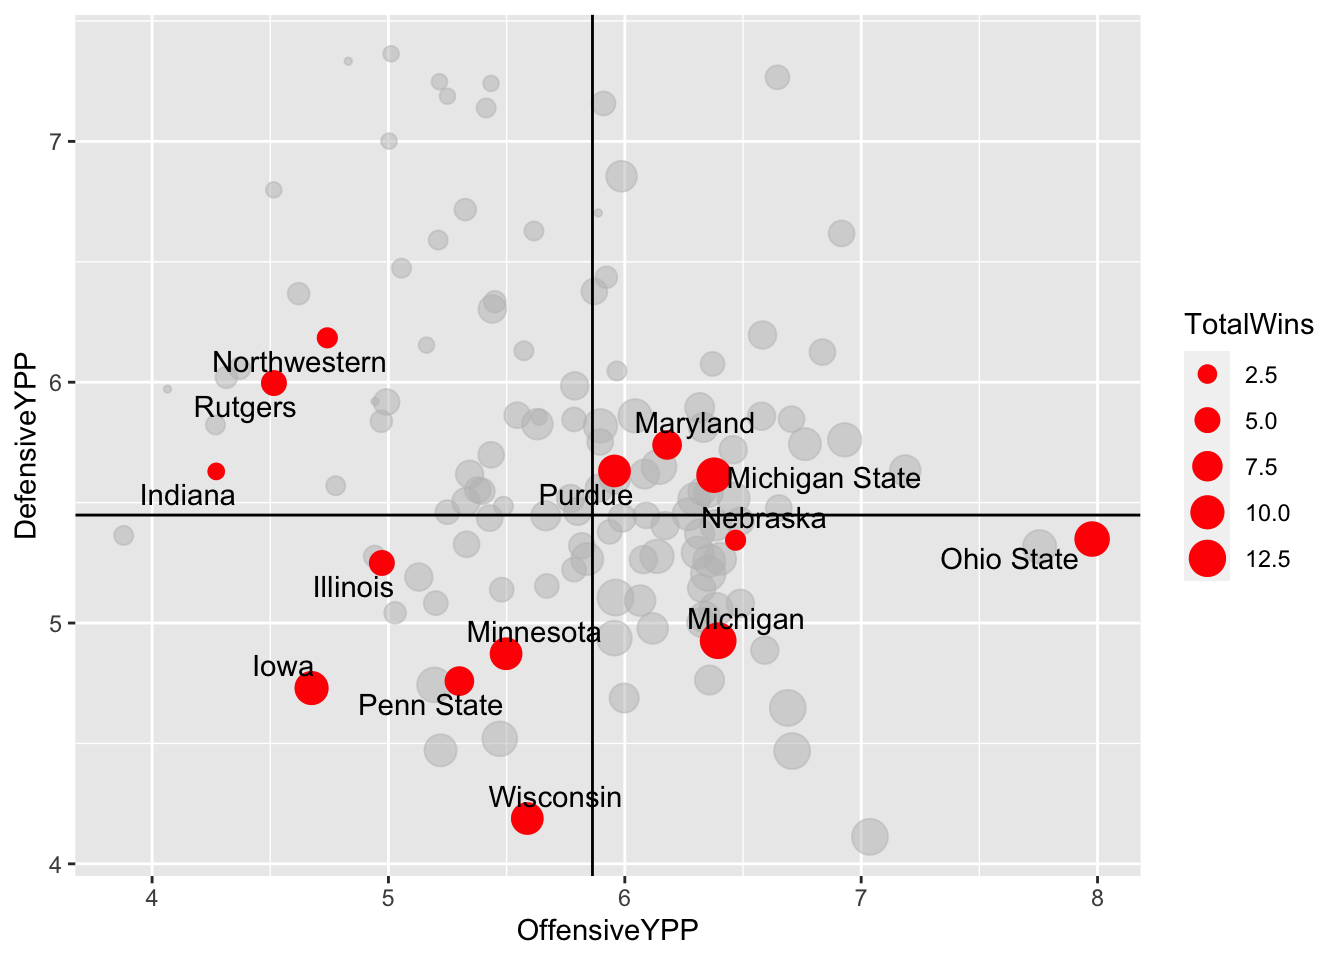 7
6
5
4
DefensiveYPP
Northwestern
Rutgers
Indiana
Maryland
Michigan State
Purdue
Nebraska
Ohio State
Illinois
Michigan
Minnesota
Iowa
Penn State
Wisconsin
4
5
6
7
8
OffensiveYPP
TotalWins
2.5
5.0
7.5
10.0
12.5